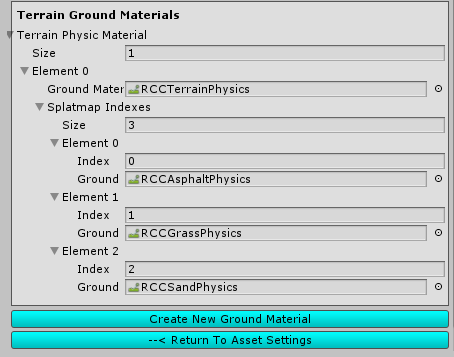 Terrain Ground Materials
Terrain Physic Material
Size 1
Element 0
Ground Mater RCCTerrainPhysics
Splatmap Indexes
Size 3
Element 0
Index 0
Ground RCCAsphaltPhysics
Element 1
Index 1
Ground RCCGrassPhysics
Element 2
Index 2
Ground RCCSandPhysics
Create New Ground Material
--< Return To Asset Settings